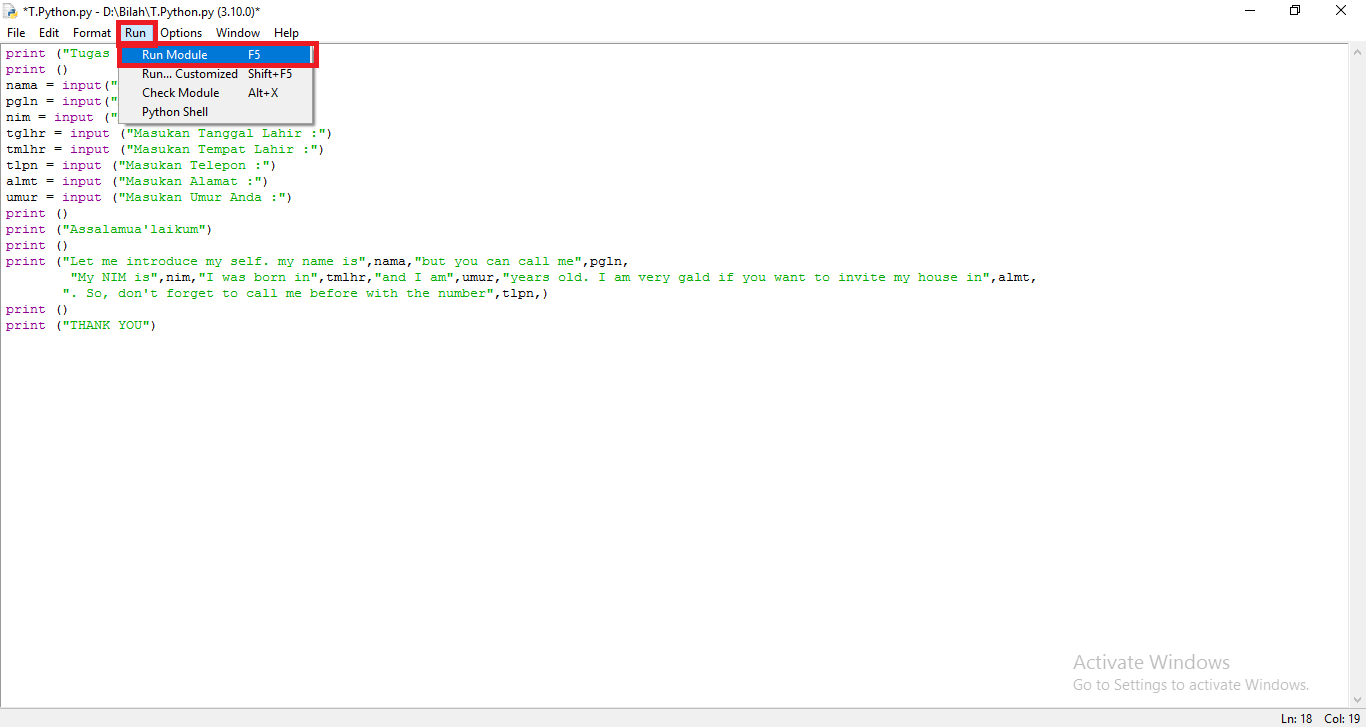 *T.Python.py - D:\Bilah\T.Python.py (3.10.0)*
File Edit Format Run Options Window Help
Run Module F5
Run... Customized Shift+F5
Check Module Alt+X
Python Shell
print ("Tugas
print ()
nama = input("
pgln = input("
nim = input ("
tglhr = input ("Masukan Tanggal Lahir :")
tmlhr = input ("Masukan Tempat Lahir :")
tlpn = input ("Masukan Telepon :")
almt = input ("Masukan Alamat :")
umur = input ("Masukan Umur Anda :")
print ()
print ("Assalamua'laikum")
print ()
print ("Let me introduce my self. my name is",nama,"but you can call me",pgln,
"My NIM is",nim,"I was born in",tmlhr,"and I am",umur,"years old. I am very gald if you want to invite my house in",almt,
". So, don't forget to call me before with the number",tlpn,)
print ()
print ("THANK YOU")
Activate Windows
Go to Settings to activate Windows.
Ln: 18 Col: 19